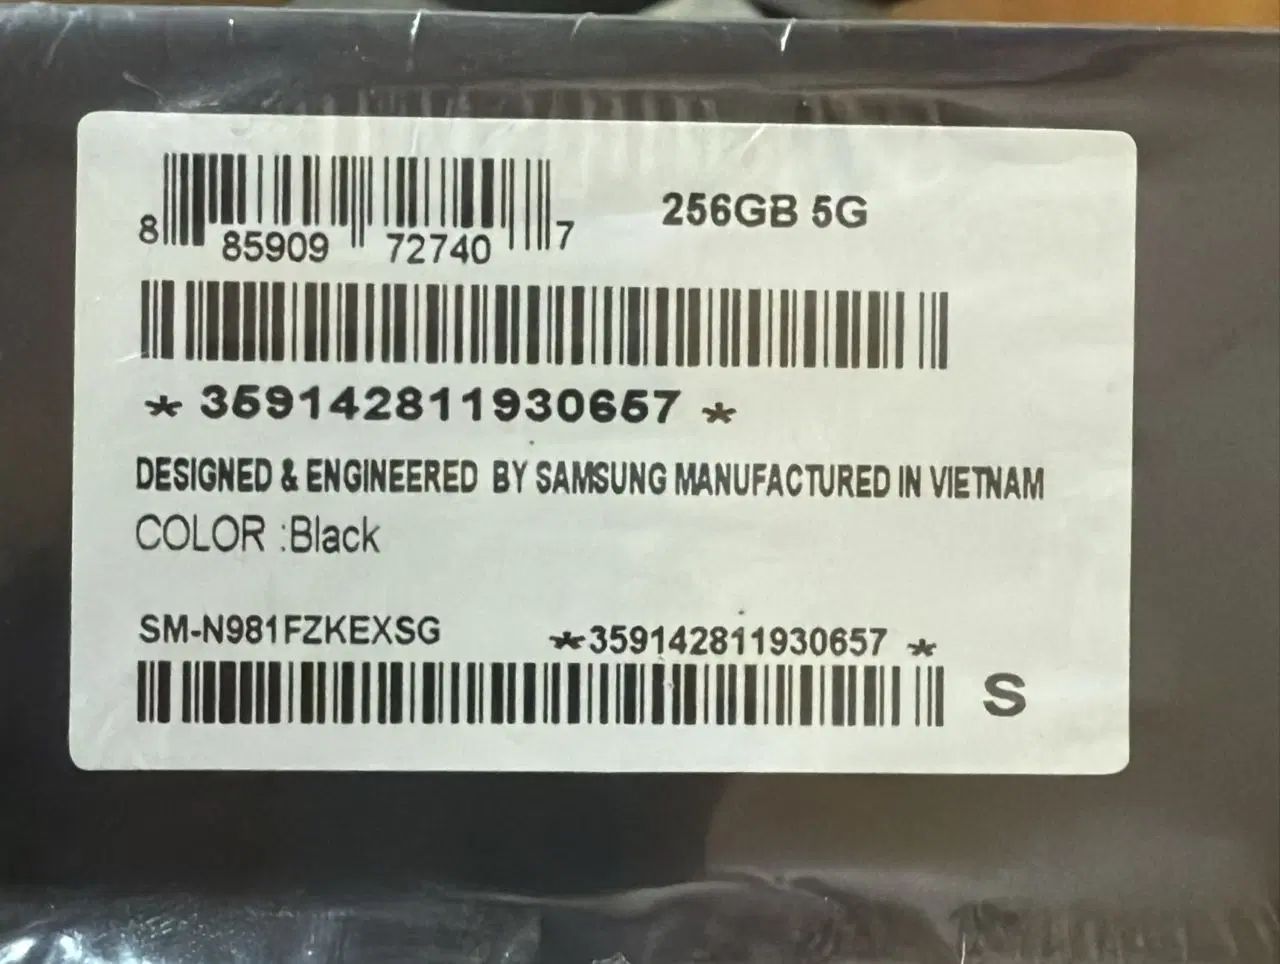 256GB 5G
8 85909 72740 7
* 359142811930657 *
DESIGNED & ENGINEERED BY SAMSUNG MANUFACTURED IN VIETNAM
COLOR :Black
SM-N981FZKEXSG *359142811930657 *
S